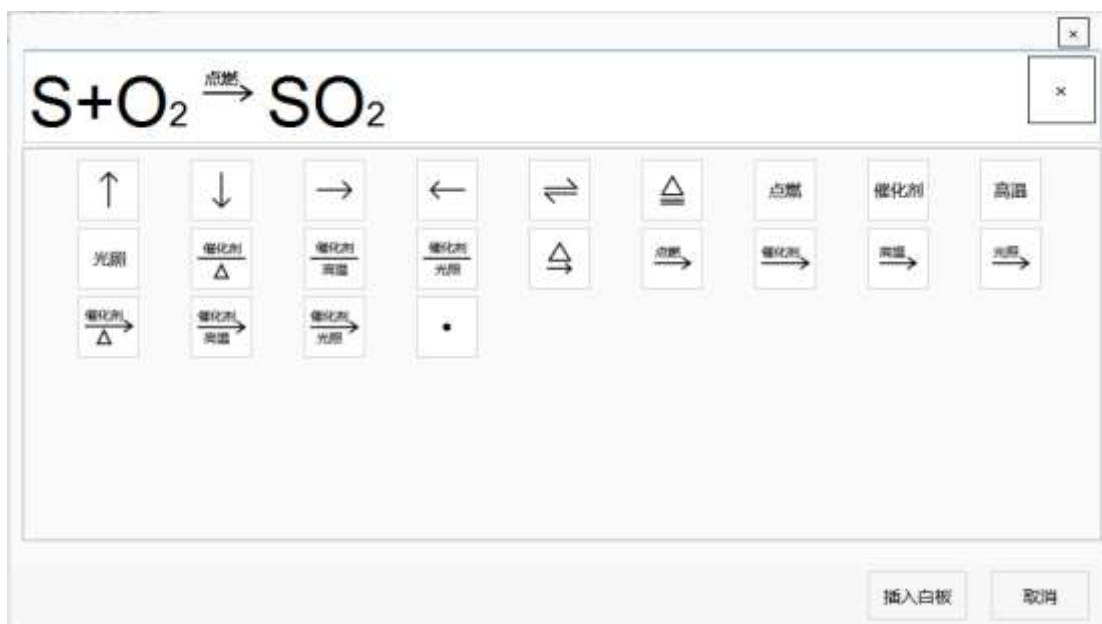 ×
S+O₂ 点燃→ SO₂ ×
↑ ↓ → ← ⇌ △ 点燃 催化剂 高温
光照 催化剂/△ 催化剂/高温 催化剂/光照 △→ 点燃→ 催化剂→ 高温→ 光照→
催化剂→/△ 催化剂→/高温 催化剂→/光照 •
插入白板 取消